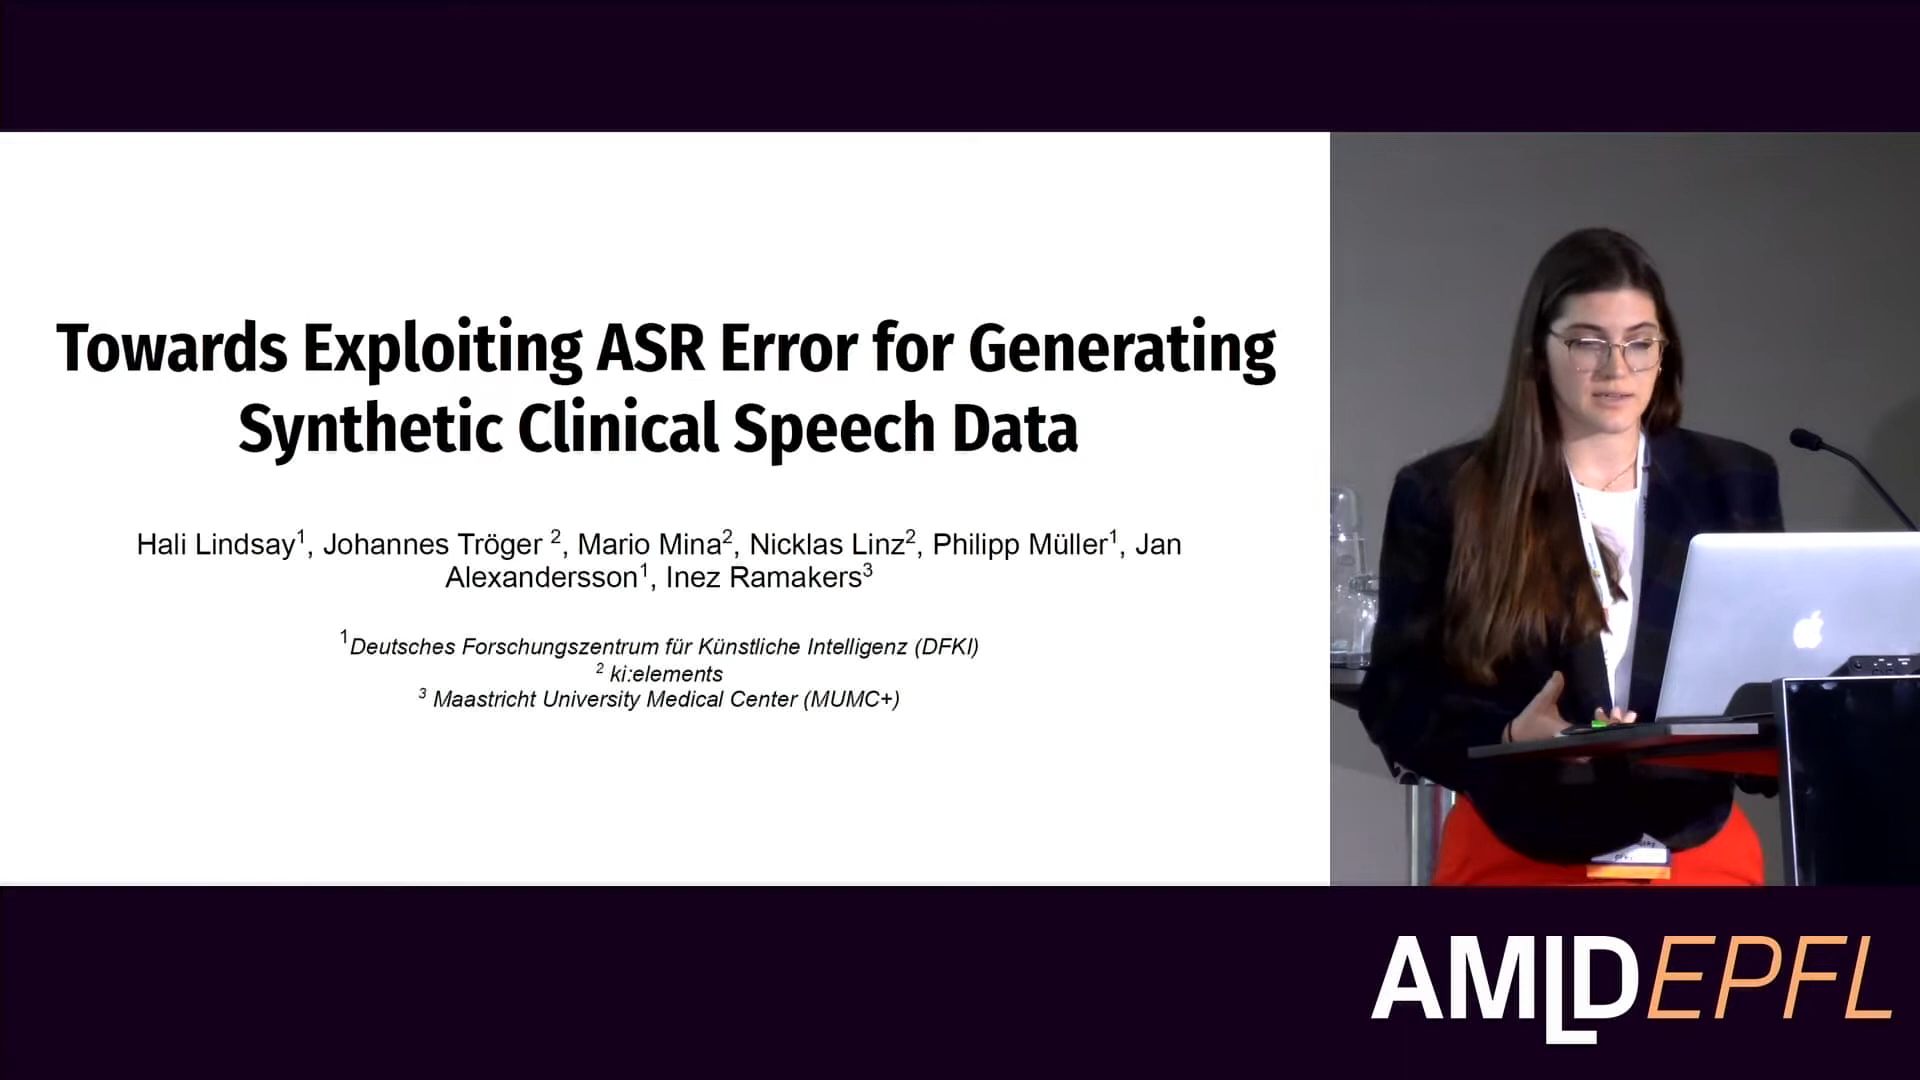 Towards Exploiting ASR Error for Generating
Synthetic Clinical Speech Data
Hali Lindsay1, Johannes Tröger 2, Mario Mina2, Nicklas Linz2, Philipp Müller1, Jan
Alexandersson1, Inez Ramakers3
1Deutsches Forschungszentrum für Künstliche Intelligenz (DFKI)
2 ki:elements
3 Maastricht University Medical Center (MUMC+)
AMLDEPFL